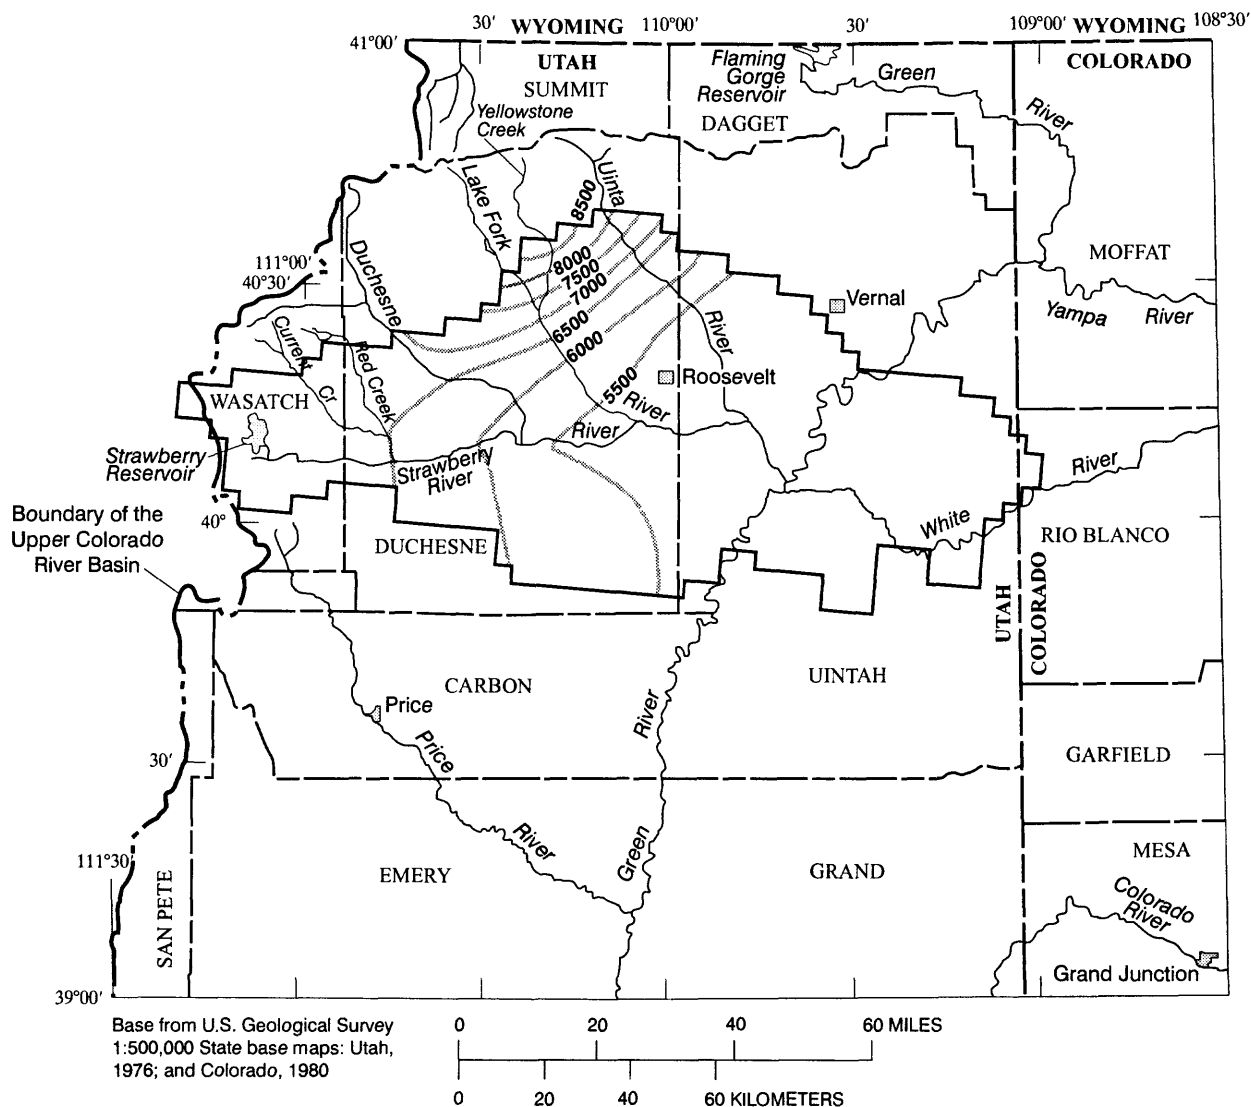 30′
WYOMING
110°00′
30′
109°00′
WYOMING
108°30′
41°00′
UTAH
SUMMIT
Flaming
Gorge
Reservoir
Green
River
COLORADO
Yellowstone
Creek
DAGGET
Lake Fork
Uinta
8500
MOFFAT
111°00′
40°30′
Duchesne
8000
7500
7000
6500
6000
5500
River
Vernal
Yampa River
Current
Cr
Red Creek
Roosevelt
WASATCH
River
River
Strawberry
Reservoir
Strawberry
River
River
40°
White
Boundary of the
Upper Colorado
River Basin
DUCHESNE
RIO BLANCO
UTAH
COLORADO
CARBON
UINTAH
Price
River
Price
GARFIELD
30′
River
Green
111°30′
EMERY
GRAND
MESA
SAN PETE
Colorado
River
Grand Junction
39°00′
Base from U.S. Geological Survey
1:500,000 State base maps: Utah,
1976; and Colorado, 1980
0 20 40 60 MILES
0 20 40 60 KILOMETERS